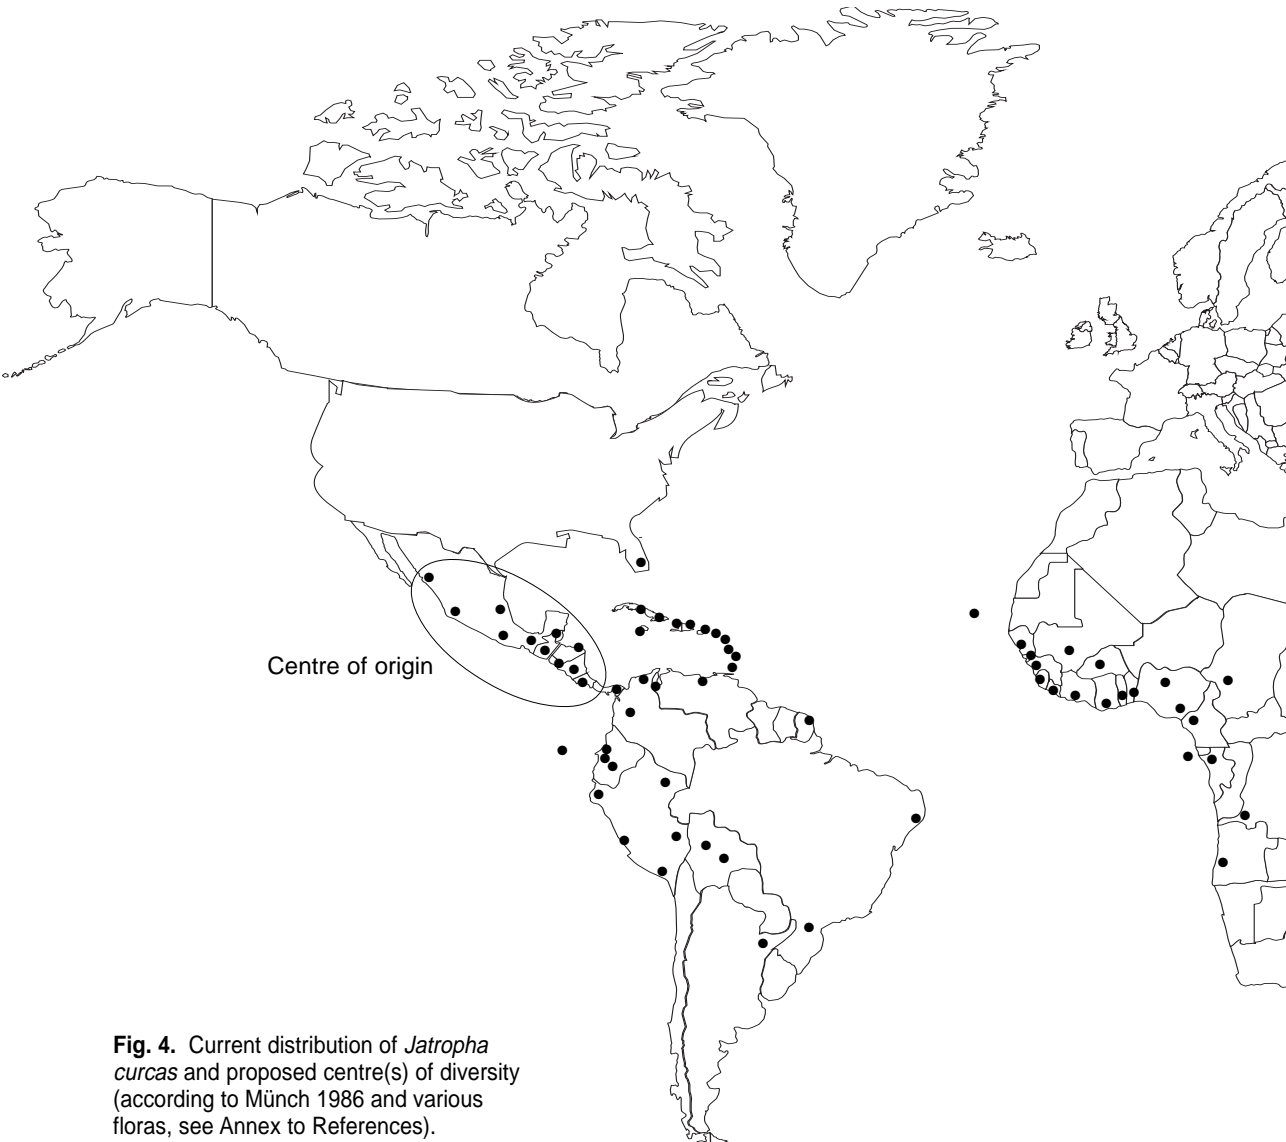 Centre of origin
Fig. 4. Current distribution of Jatropha
curcas and proposed centre(s) of diversity
(according to Münch 1986 and various
floras, see Annex to References).